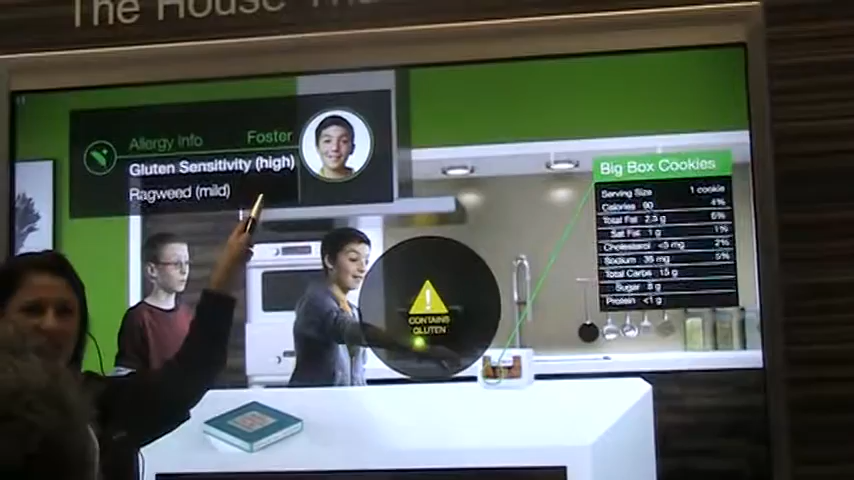 The House
Allergy Info Foster
Gluten Sensitivity (high)
Ragweed (mild)
CONTAINS
GLUTEN
Big Box Cookies
Serving Size 1 cookie
Calories 90 4%
Total Fat 2.5 g 6%
Sat Fat 1 g 1%
Cholesterol <5 mg 2%
Sodium 35 mg 5%
Total Carbs 15 g
Sugar 8 g
Protein <1 g